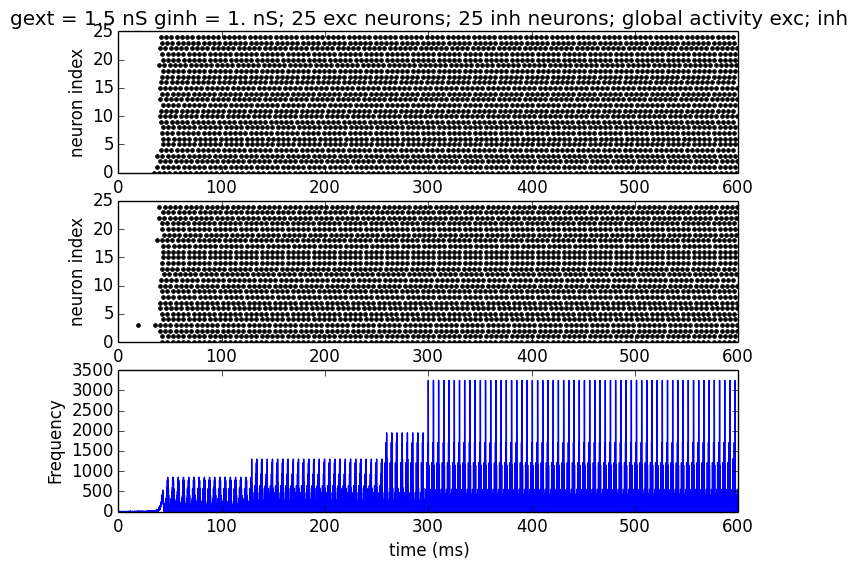 gext = 1.5 nS ginh = 1. nS; 25 exc neurons; 25 inh neurons; global activity exc; inh
25
20
15
10
5
0
neuron index
0 100 200 300 400 500 600
25
20
15
10
5
0
neuron index
0 100 200 300 400 500 600
3500
3000
2500
2000
1500
1000
500
0
Frequency
0 100 200 300 400 500 600
time (ms)